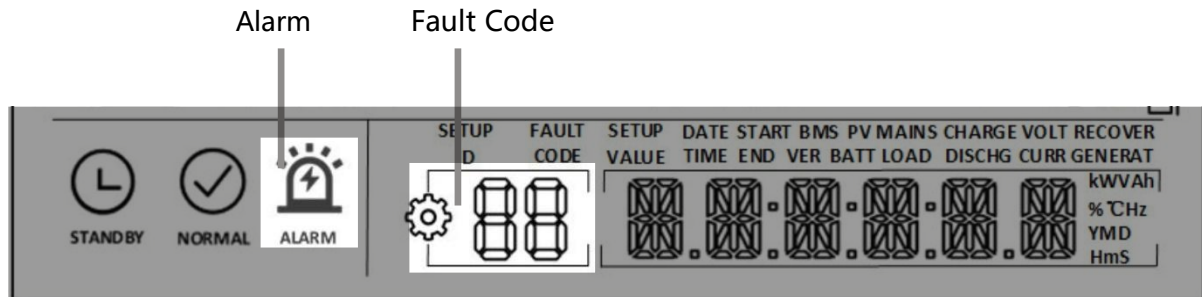 Alarm Fault Code
SETUP FAULT SETUP DATE START BMS PV MAINS CHARGE VOLT RECOVER
D CODE VALUE TIME END VER BATT LOAD DISCHG CURR GENERAT
kWVAh
% ℃Hz
STANDBY NORMAL ALARM YMD
HmS